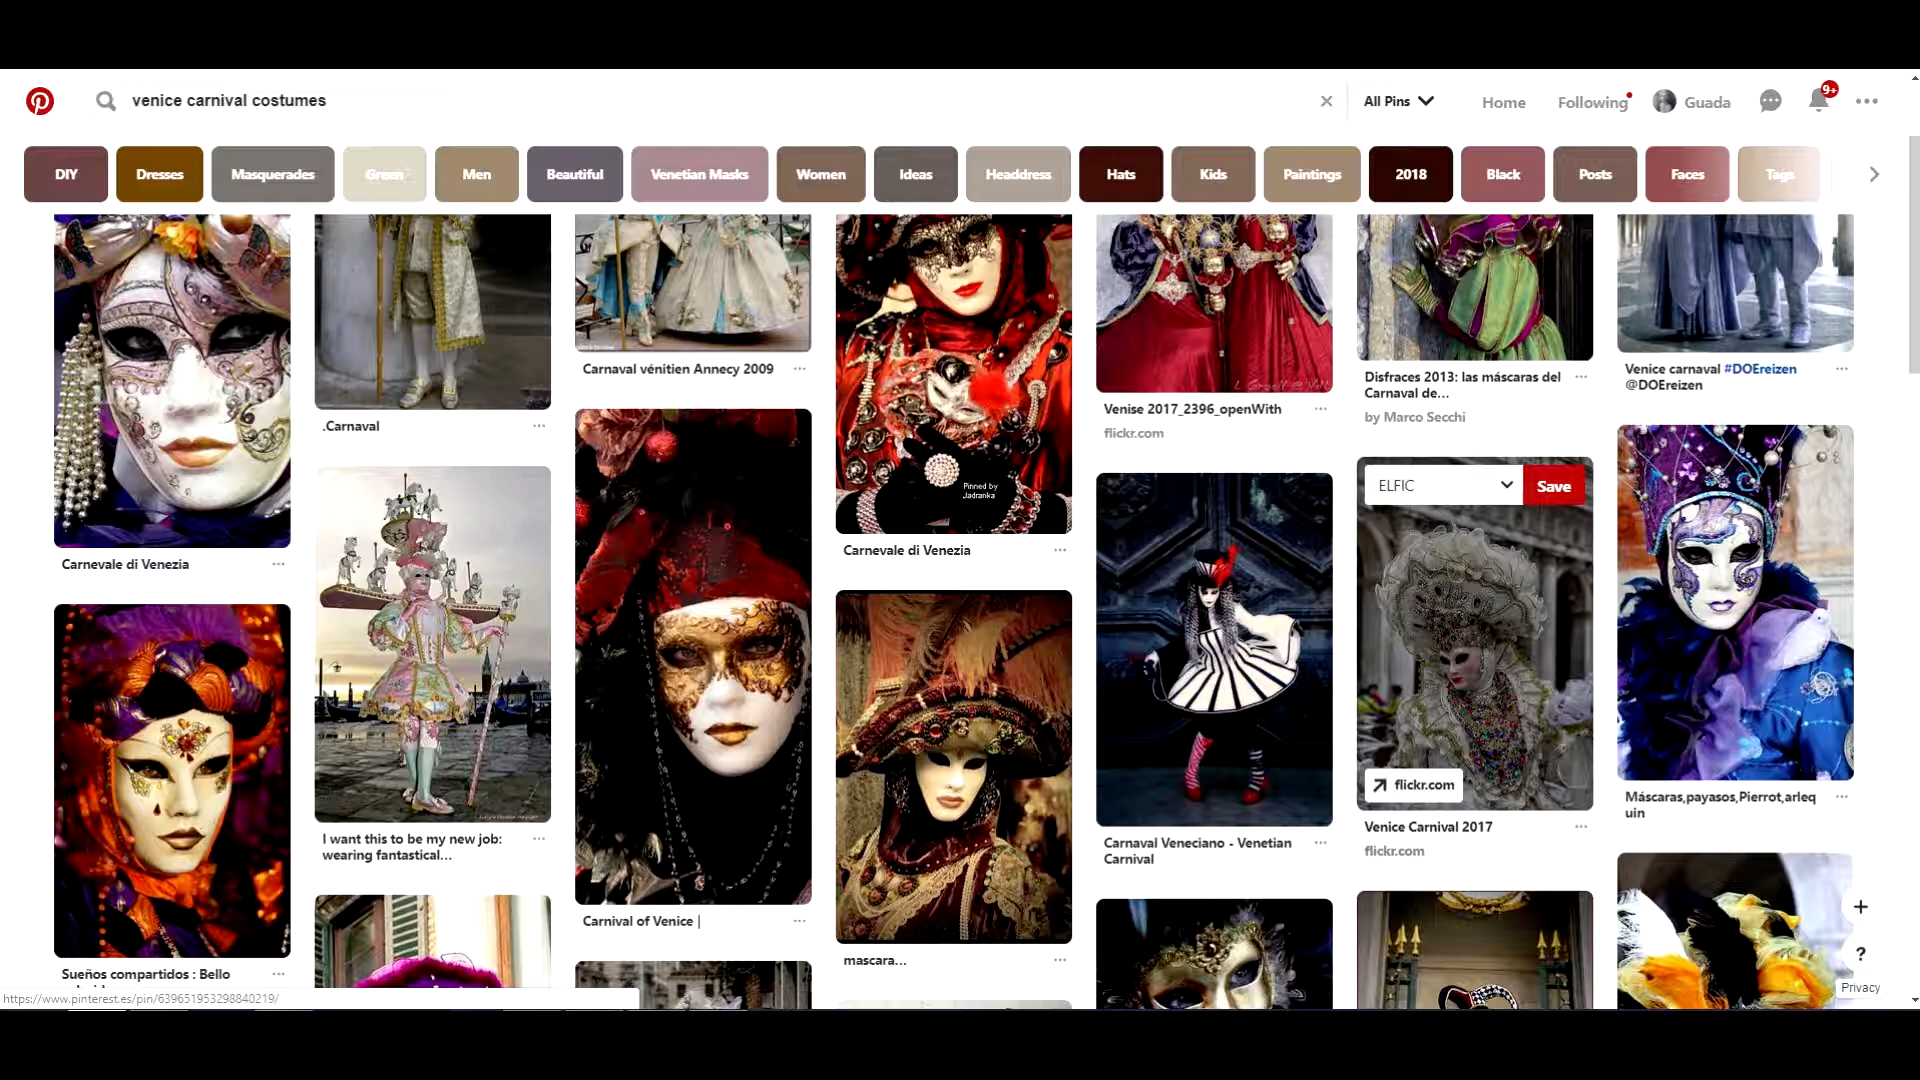 venice carnival costumes
All Pins
Home
Following
Guada
9+
DIY
Dresses
Masquerades
Green
Men
Beautiful
Venetian Masks
Women
Ideas
Headdress
Hats
Kids
Paintings
2018
Black
Posts
Faces
Tags
Carnevale di Venezia
Sueños compartidos : Bello
.Carnaval
I want this to be my new job:
wearing fantastical...
Carnaval vénitien Annecy 2009
Carnival of Venice |
Pinned by
Jadranka
Carnevale di Venezia
mascara...
Venise 2017_2396_openWith
flickr.com
Carnaval Veneciano - Venetian
Carnival
Disfraces 2013: las máscaras del
Carnaval de...
by Marco Secchi
ELFIC
Save
flickr.com
Venice Carnival 2017
flickr.com
Venice carnaval #DOEreizen
@DOEreizen
Máscaras,payasos,Pierrot,arleq
uin
+
?
Privacy
https://www.pinterest.es/pin/639651953298840219/